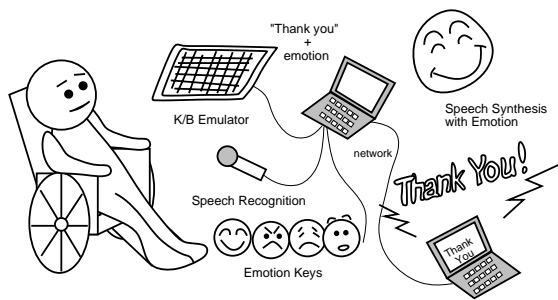 "Thank you"
+
emotion
K/B Emulator
Speech Synthesis
with Emotion
network
Thank You!
Speech Recognition
Thank
You
Emotion Keys